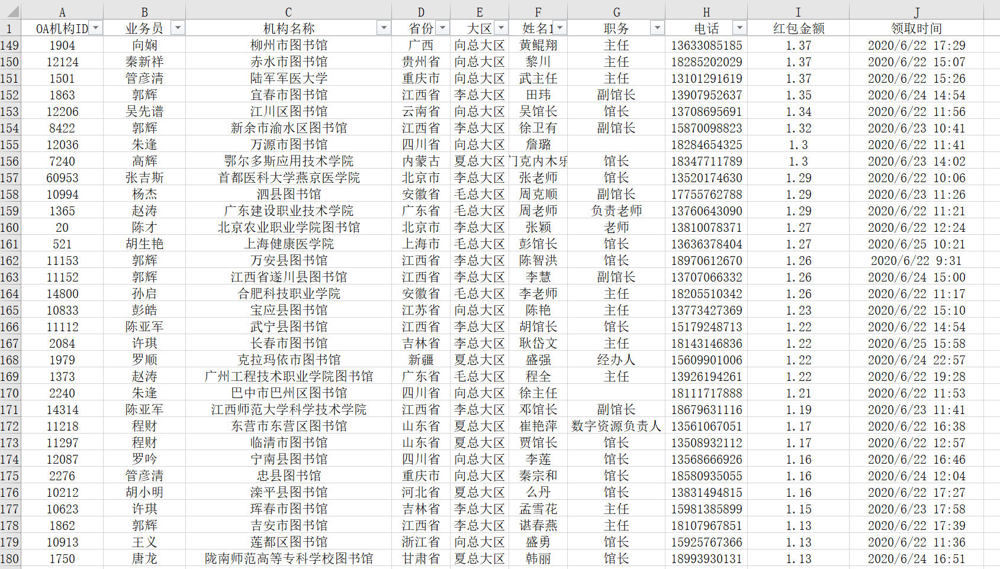 A B C D E F G H I J
1 OA机构ID 业务员 机构名称 省份 大区 姓名1 职务 电话 红包金额 领取时间
149 1904 向娴 柳州市图书馆 广西 向总大区 黄鲲翔 主任 13633085185 1.37 2020/6/22 17:29
150 12124 秦新祥 赤水市图书馆 贵州省 向总大区 黎川 主任 18285202029 1.37 2020/6/22 15:07
151 1501 管彦清 陆军军医大学 重庆市 向总大区 武主任 主任 13101291619 1.37 2020/6/22 15:26
152 1863 郭辉 宜春市图书馆 江西省 李总大区 田玮 副馆长 13907952637 1.35 2020/6/24 14:54
153 12206 吴先谱 江川区图书馆 云南省 向总大区 吴馆长 馆长 13708695691 1.34 2020/6/22 11:56
154 8422 郭辉 新余市渝水区图书馆 江西省 李总大区 徐卫有 副馆长 15870098823 1.32 2020/6/23 10:41
155 12036 朱逢 万源市图书馆 四川省 向总大区 詹璐 18284654325 1.3 2020/6/22 11:41
156 7240 高辉 鄂尔多斯应用技术学院 内蒙古 夏总大区 门克内木乐 馆长 18347711789 1.3 2020/6/23 14:02
157 60953 张吉斯 首都医科大学燕京医学院 北京市 李总大区 张老师 馆长 13520174630 1.29 2020/6/22 10:06
158 10994 杨杰 泗县图书馆 安徽省 毛总大区 周克顺 副馆长 17755762788 1.29 2020/6/23 11:26
159 1365 赵涛 广东建设职业技术学院 广东省 毛总大区 周老师 负责老师 13760643090 1.29 2020/6/22 11:21
160 20 陈才 北京农业职业学院图书馆 北京市 李总大区 张颖 老师 13810078371 1.27 2020/6/22 12:24
161 521 胡生艳 上海健康医学院 上海市 毛总大区 彭馆长 馆长 13636378404 1.27 2020/6/25 10:21
162 11153 郭辉 万安县图书馆 江西省 李总大区 陈智洪 馆长 18970612670 1.26 2020/6/22 9:31
163 11152 郭辉 江西省遂川县图书馆 江西省 李总大区 李慧 副馆长 13707066332 1.26 2020/6/24 15:00
164 14800 孙启 合肥科技职业学院 安徽省 毛总大区 李老师 主任 18205510342 1.26 2020/6/22 11:17
165 10833 彭皓 宝应县图书馆 江苏省 向总大区 陈艳 主任 13773427369 1.23 2020/6/22 15:10
166 11112 陈亚军 武宁县图书馆 江西省 李总大区 胡馆长 馆长 15179248713 1.22 2020/6/22 14:54
167 2084 许琪 长春市图书馆 吉林省 李总大区 耿岱文 主任 18143146836 1.22 2020/6/25 15:58
168 1979 罗顺 克拉玛依市图书馆 新疆 夏总大区 盛强 经办人 15609901006 1.22 2020/6/24 22:57
169 1373 赵涛 广州工程技术职业学院图书馆 广东省 毛总大区 程全 主任 13926194261 1.22 2020/6/22 19:28
170 2240 朱逢 巴中市巴州区图书馆 四川省 向总大区 徐主任 18111717888 1.21 2020/6/22 11:53
171 14314 陈亚军 江西师范大学科学技术学院 江西省 李总大区 邓馆长 副馆长 18679631116 1.19 2020/6/23 11:41
172 11218 程财 东营市东营区图书馆 山东省 夏总大区 崔艳萍 数字资源负责人 13561067051 1.17 2020/6/22 16:38
173 11297 程财 临清市图书馆 山东省 夏总大区 贾馆长 馆长 13508932112 1.17 2020/6/22 12:57
174 12087 罗吟 宁南县图书馆 四川省 向总大区 李莲 馆长 13568666926 1.16 2020/6/22 16:46
175 2276 管彦清 忠县图书馆 重庆市 向总大区 秦宗和 馆长 18580935055 1.16 2020/6/24 12:04
176 10212 胡小明 滦平县图书馆 河北省 夏总大区 么丹 馆长 13831494815 1.16 2020/6/22 17:27
177 10623 许琪 珲春市图书馆 吉林省 李总大区 孟雪花 主任 15981385899 1.15 2020/6/23 17:58
178 1862 郭辉 吉安市图书馆 江西省 李总大区 谌春燕 主任 18107967851 1.13 2020/6/22 17:39
179 10913 王义 莲都区图书馆 浙江省 向总大区 盛勇 馆长 15925767366 1.13 2020/6/22 11:36
180 1750 唐龙 陇南师范高等专科学校图书馆 甘肃省 夏总大区 韩丽 馆长 18993930131 1.13 2020/6/24 16:51